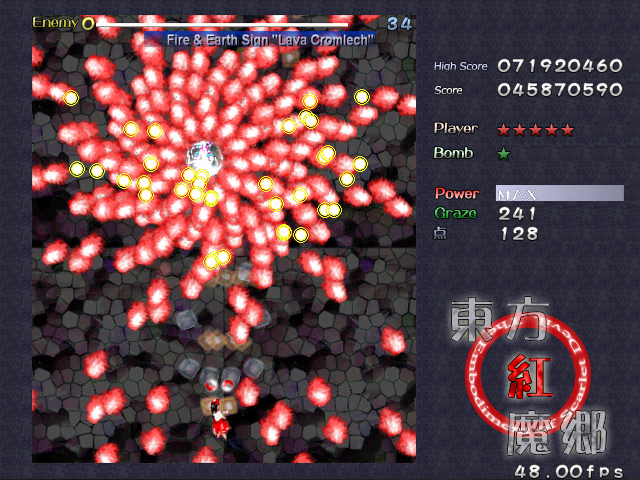 Enemy 0 34
Fire & Earth Sign "Lava Cromlech"
High Score 071920460
Score 045870590
Player ★★★★★
Bomb ★
Power MAX
Graze 241
点 128
東方
紅
魔郷
48.00fps